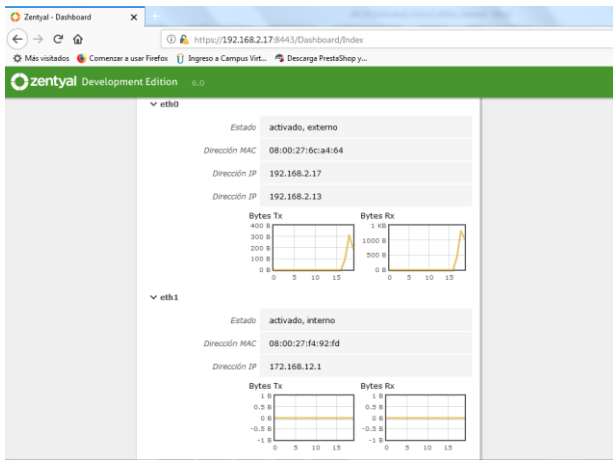 Zentyal - Dashboard
https://192.168.2.17:8443/Dashboard/Index
Más visitados Comenzar a usar Firefox Ingreso a Campus Virt... Descarga PrestaShop y...
zentyal Development Edition 6.0
eth0
Estado activado, externo
Dirección MAC 08:00:27:6c:a4:64
Dirección IP 192.168.2.17
Dirección IP 192.168.2.13
Bytes Tx Bytes Rx
400 B 1 KB
300 B 1000 B
200 B
100 B 500 B
0 B 0 B
0 5 10 15 0 5 10 15
eth1
Estado activado, interno
Dirección MAC 08:00:27:f4:92:fd
Dirección IP 172.168.12.1
Bytes Tx Bytes Rx
1 B 1 B
0.5 B 0.5 B
0 B 0 B
-0.5 B -0.5 B
-1 B -1 B
0 5 10 15 0 5 10 15